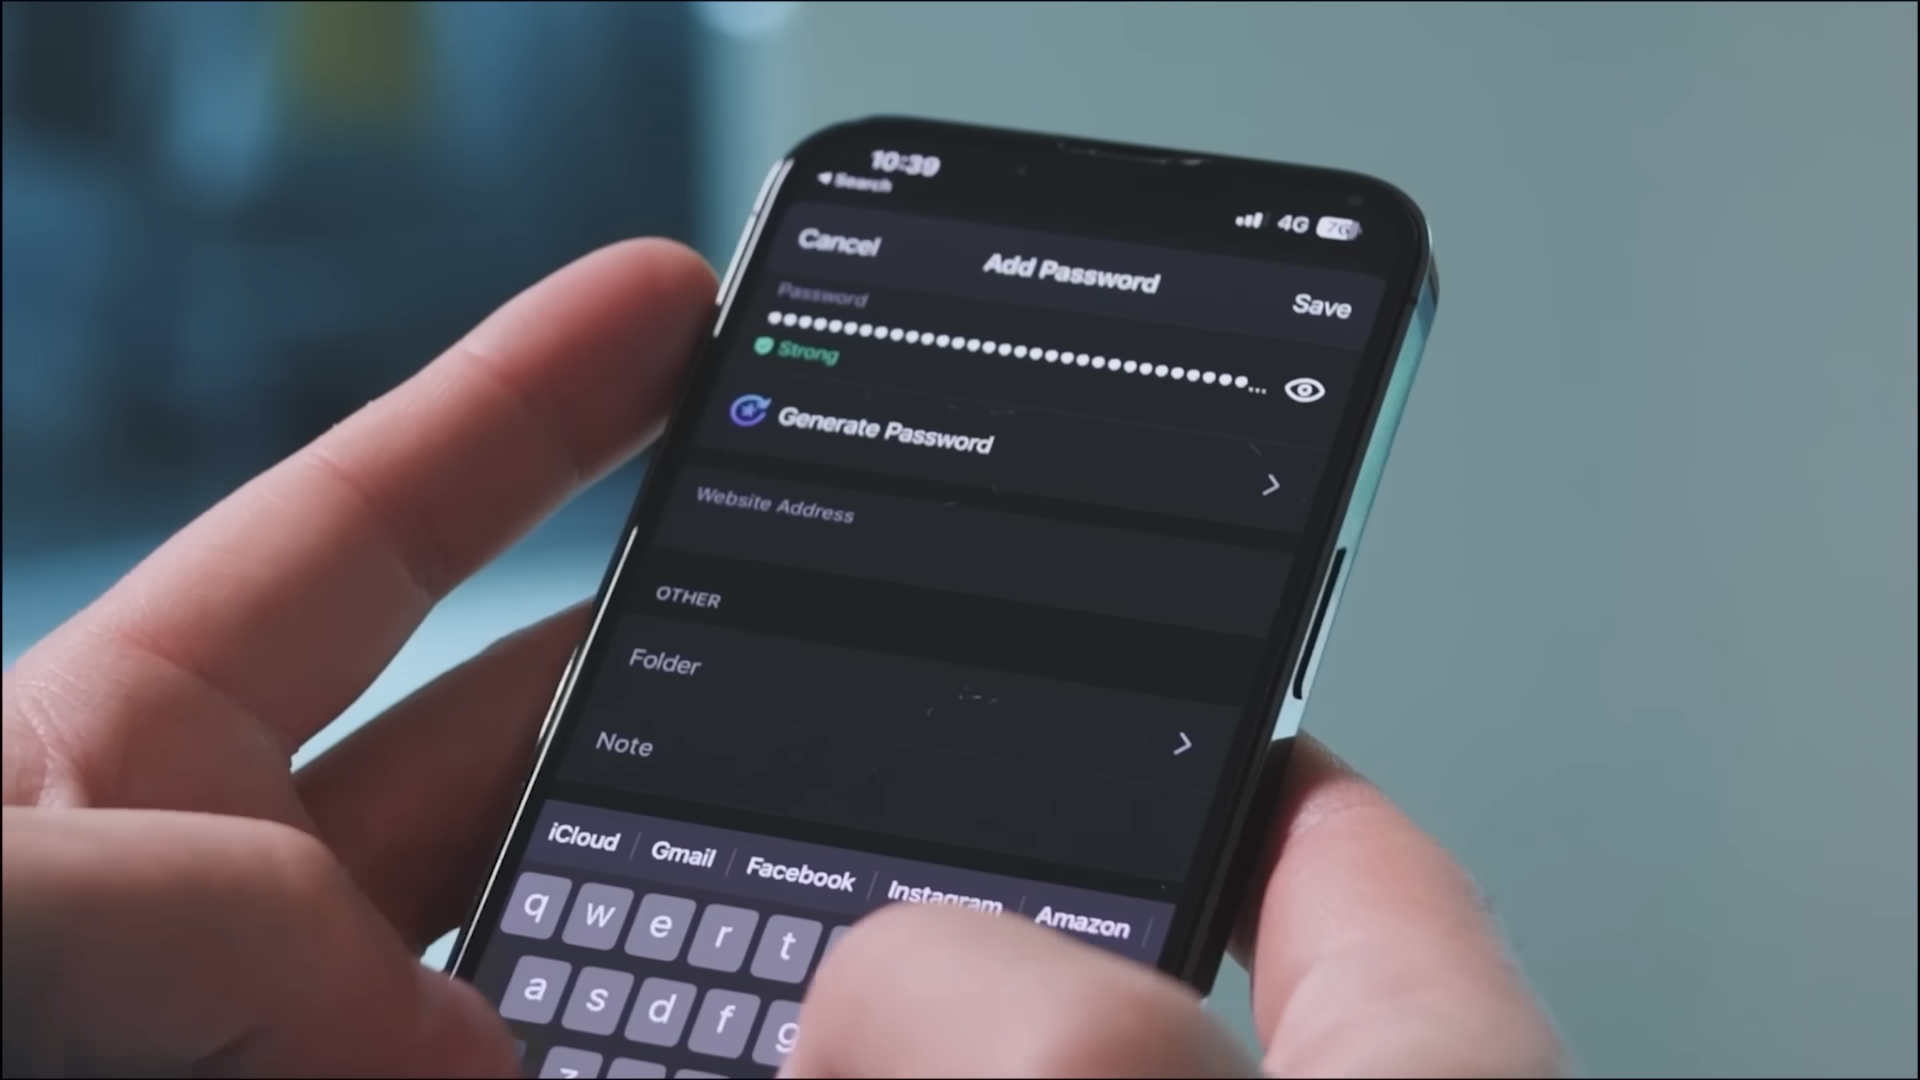 10:39
◀ Search
4G 76
Cancel
Add Password
Save
Password
••••••••••••••••••••••••••••••••...
Strong
Generate Password
Website Address
OTHER
Folder
Note
iCloud Gmail Facebook Instagram Amazon
q w e r t
a s d f g
z